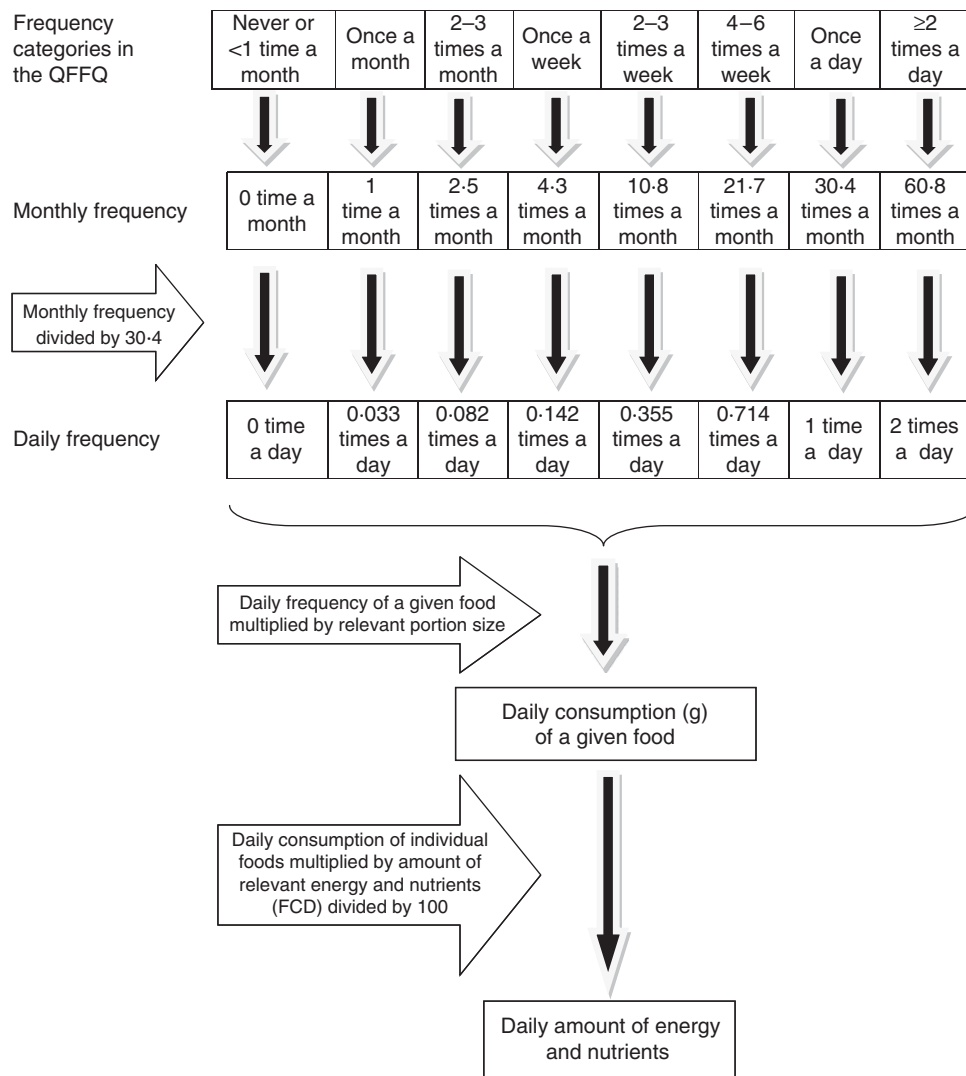 Frequency
categories in
the QFFQ
Never or
<1 time a
month
Once a
month
2–3
times a
month
Once a
week
2–3
times a
week
4–6
times a
week
Once
a day
≥2
times a
day
Monthly frequency
0 time a
month
1
time a
month
2·5
times a
month
4·3
times a
month
10·8
times a
month
21·7
times a
month
30·4
times a
month
60·8
times a
month
Monthly frequency
divided by 30·4
Daily frequency
0 time
a day
0·033
times a
day
0·082
times a
day
0·142
times a
day
0·355
times a
day
0·714
times a
day
1 time
a day
2 times
a day
Daily frequency of a given food
multiplied by relevant portion size
Daily consumption (g)
of a given food
Daily consumption of individual
foods multiplied by amount of
relevant energy and nutrients
(FCD) divided by 100
Daily amount of energy
and nutrients